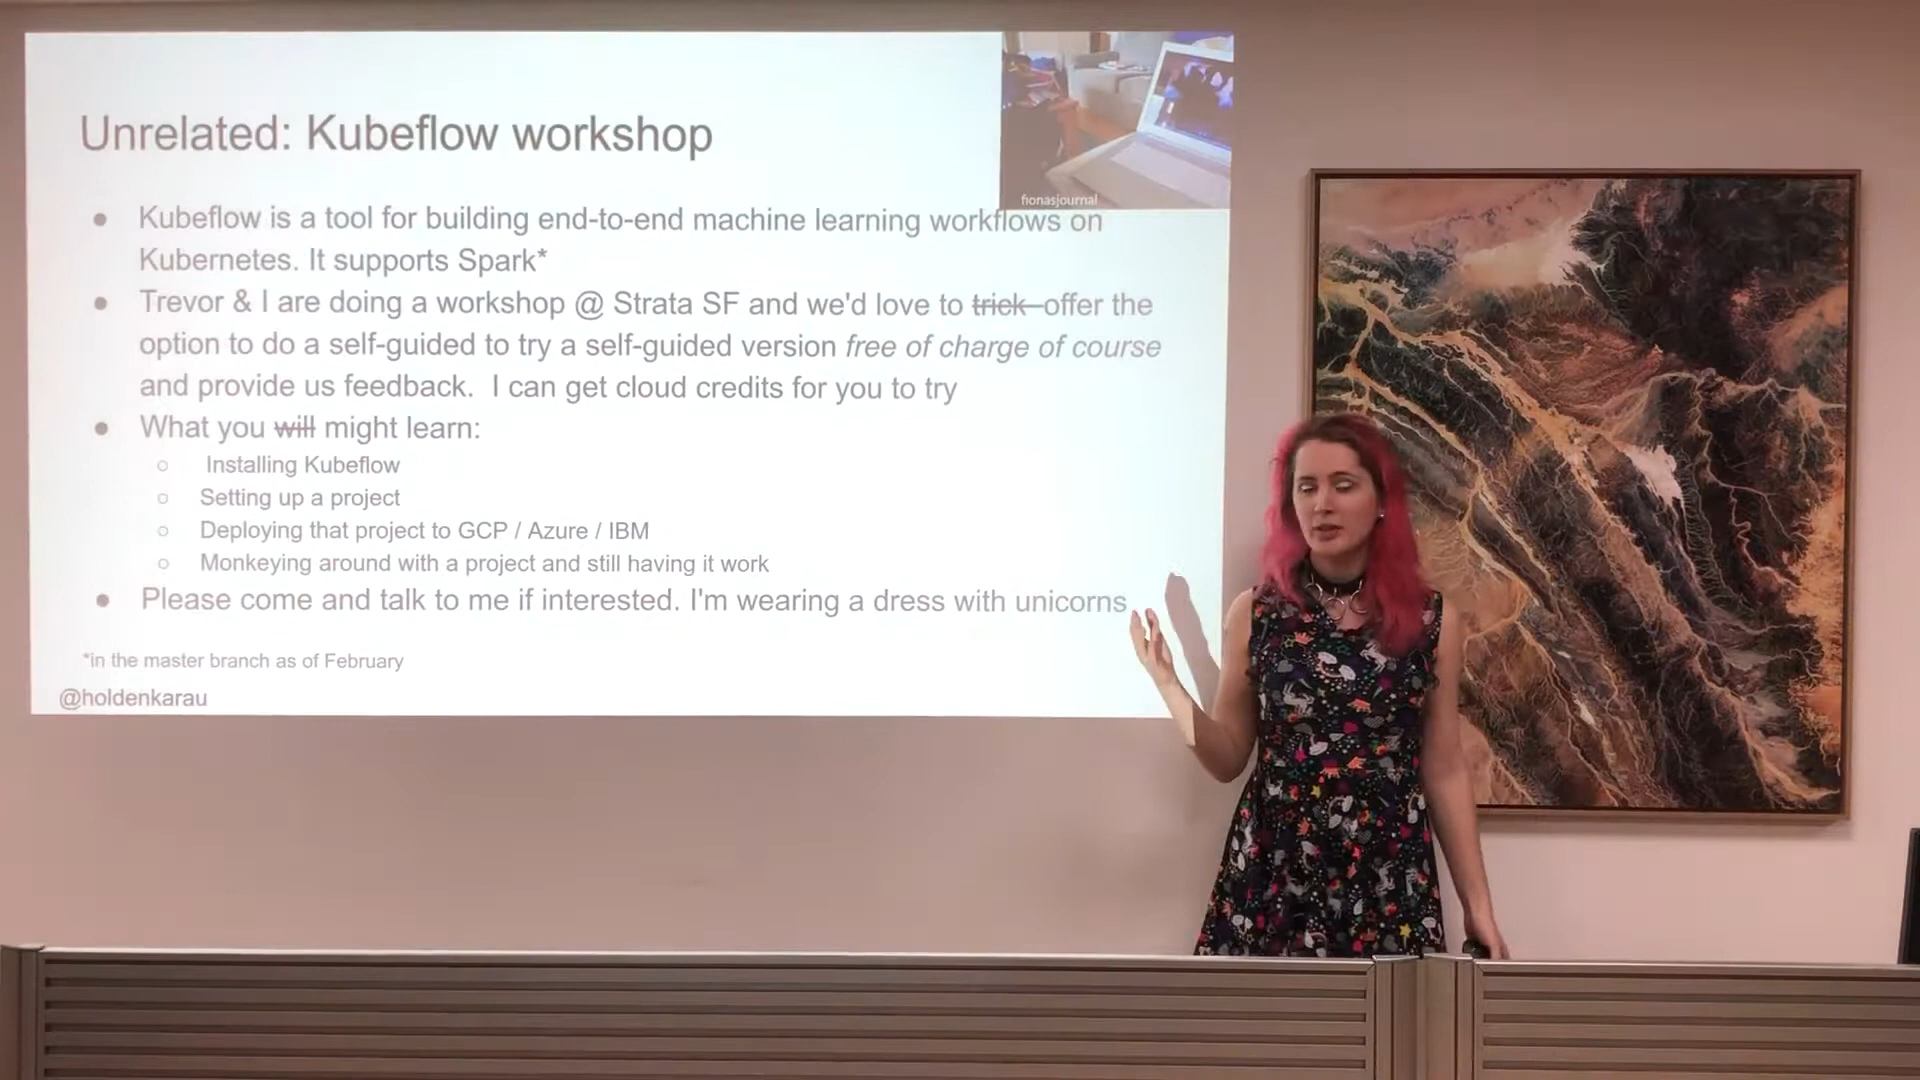 Unrelated: Kubeflow workshop
fionasjournal
● Kubeflow is a tool for building end-to-end machine learning workflows on
Kubernetes. It supports Spark*
● Trevor & I are doing a workshop @ Strata SF and we'd love to trick offer the
option to do a self-guided to try a self-guided version free of charge of course
and provide us feedback. I can get cloud credits for you to try
● What you will might learn:
○ Installing Kubeflow
○ Setting up a project
○ Deploying that project to GCP / Azure / IBM
○ Monkeying around with a project and still having it work
● Please come and talk to me if interested. I'm wearing a dress with unicorns
*in the master branch as of February
@holdenkarau